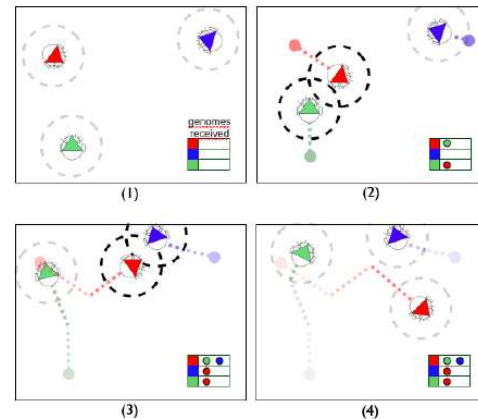 genomes
received
(1)
(2)
(3)
(4)